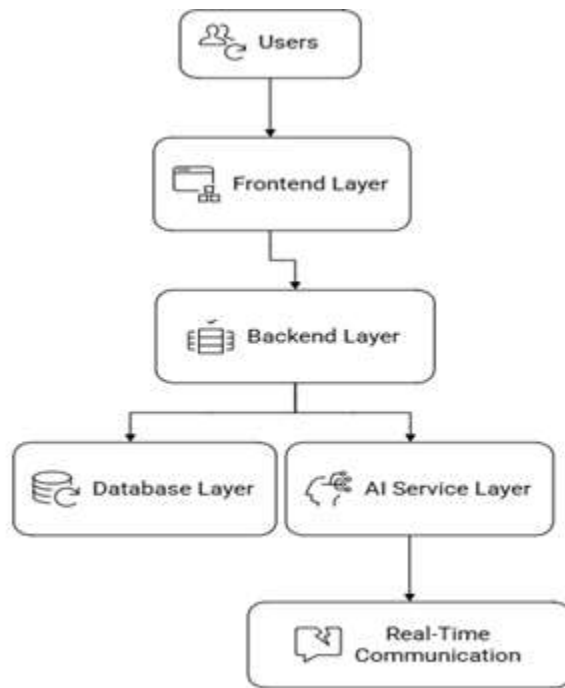 Users
Frontend Layer
Backend Layer
Database Layer
AI Service Layer
Real-Time
Communication